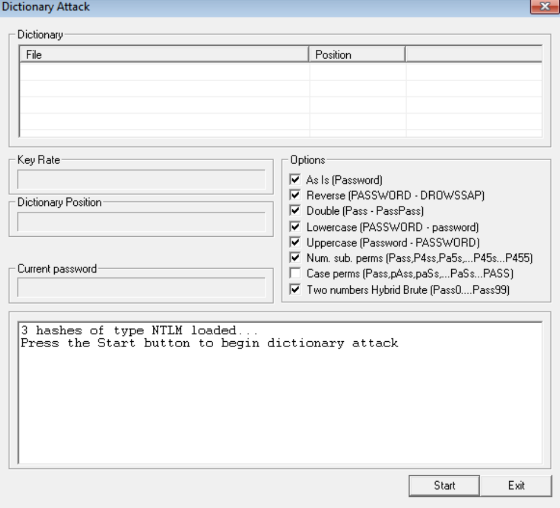 Dictionary Attack
Dictionary
File Position
Key Rate
Dictionary Position
Current password
Options
As Is (Password)
Reverse (PASSWORD - DROWSSAP)
Double (Pass - PassPass)
Lowercase (PASSWORD - password)
Uppercase (Password - PASSWORD)
Num. sub. perms (Pass,P4ss,Pa5s,...P45s...P455)
Case perms (Pass,pAss,paSs,...PaSs...PASS)
Two numbers Hybrid Brute (Pass0....Pass99)
3 hashes of type NTLM loaded...
Press the Start button to begin dictionary attack
Start Exit